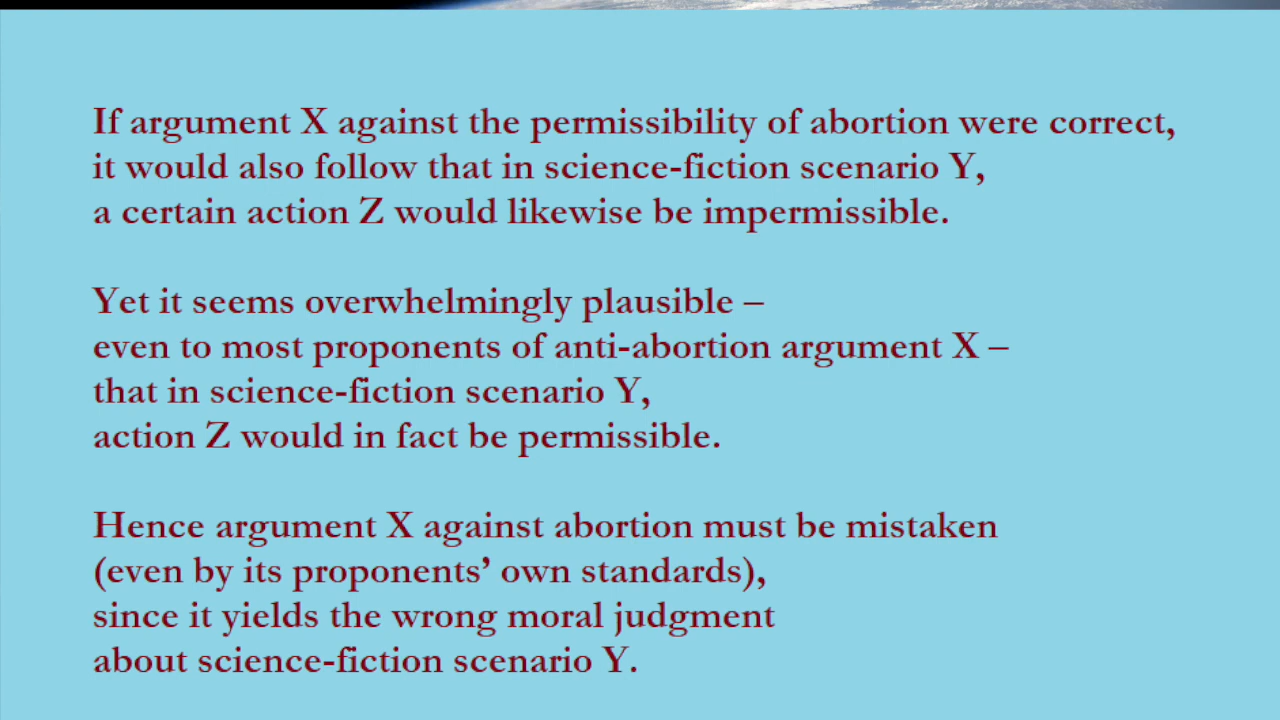 If argument X against the permissibility of abortion were correct,
it would also follow that in science-fiction scenario Y,
a certain action Z would likewise be impermissible.
Yet it seems overwhelmingly plausible –
even to most proponents of anti-abortion argument X –
that in science-fiction scenario Y,
action Z would in fact be permissible.
Hence argument X against abortion must be mistaken
(even by its proponents’ own standards),
since it yields the wrong moral judgment
about science-fiction scenario Y.